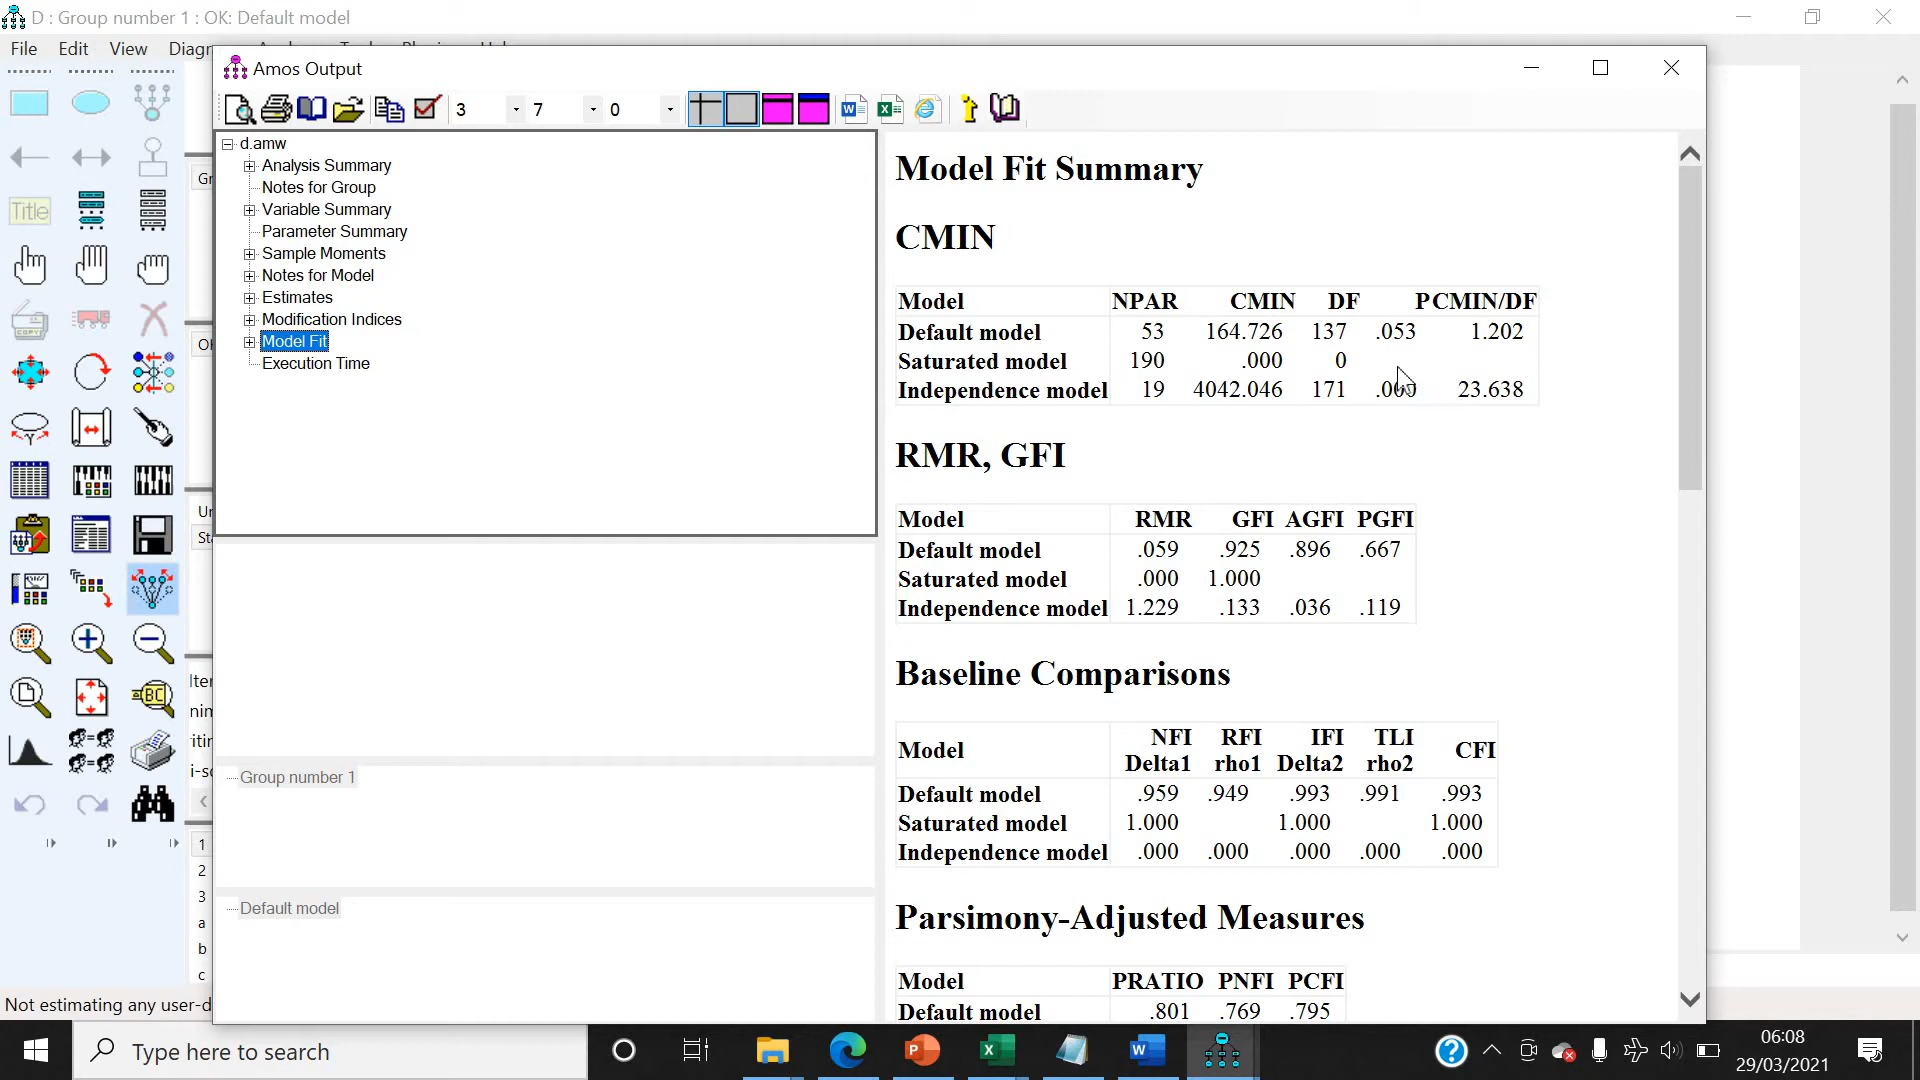 D : Group number 1 : OK: Default model
File Edit View
Amos Output
3 7 0
Title
d.amw
Analysis Summary
Notes for Group
Variable Summary
Parameter Summary
Sample Moments
Notes for Model
Estimates
Modification Indices
Model Fit
Execution Time
Group number 1
Default model
1
2
3
a
b
c
Not estimating any user-d
Model Fit Summary
CMIN
Model NPAR CMIN DF P CMIN/DF
Default model 53 164.726 137 .053 1.202
Saturated model 190 .000 0
Independence model 19 4042.046 171 .000 23.638
RMR, GFI
Model RMR GFI AGFI PGFI
Default model .059 .925 .896 .667
Saturated model .000 1.000
Independence model 1.229 .133 .036 .119
Baseline Comparisons
Model NFI Delta1 RFI rho1 IFI Delta2 TLI rho2 CFI
Default model .959 .949 .993 .991 .993
Saturated model 1.000 1.000 1.000
Independence model .000 .000 .000 .000 .000
Parsimony-Adjusted Measures
Model PRATIO PNFI PCFI
Default model .801 .769 .795
Type here to search
06:08
29/03/2021